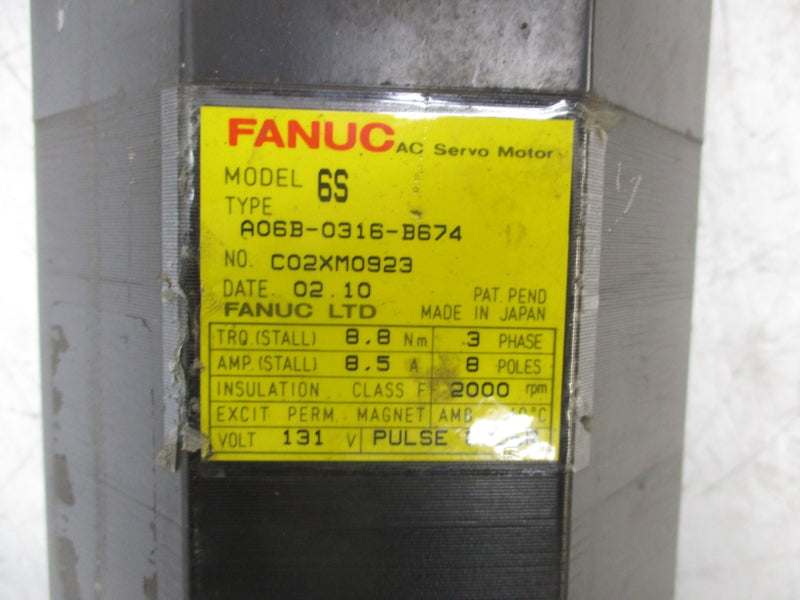 FANUC AC Servo Motor
MODEL 6S
TYPE
A06B-0316-B674
NO. C02XM0923
DATE 02.10 PAT. PEND
FANUC LTD MADE IN JAPAN
TRQ.(STALL) 8.8 Nm 3 PHASE
AMP.(STALL) 8.5 A 8 POLES
INSULATION CLASS F 2000 rpm
EXCIT PERM. MAGNET AMB °C
VOLT 131 V PULSE